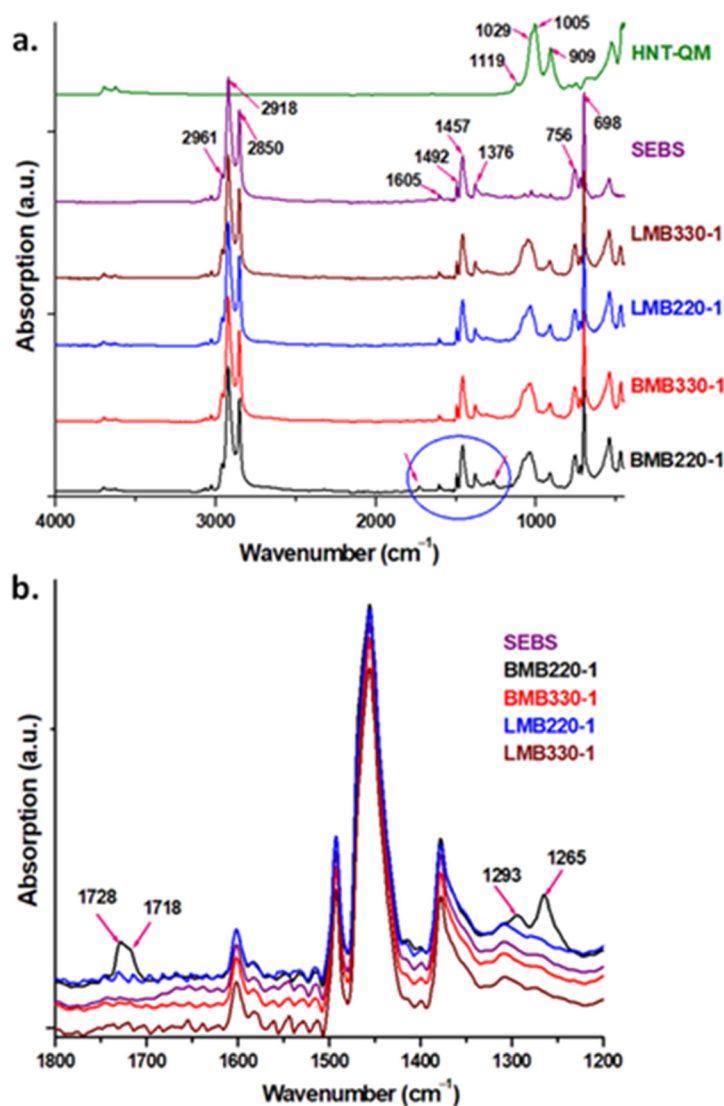 a.
1029
1005
HNT-QM
1119
909
2918
2961
2850
1457
698
1492
1376
756
SEBS
1605
LMB330-1
LMB220-1
BMB330-1
BMB220-1
Absorption (a.u.)
4000 3000 2000 1000
Wavenumber (cm⁻¹)
b.
SEBS
BMB220-1
BMB330-1
LMB220-1
LMB330-1
1728
1718
1293
1265
Absorption (a.u.)
1800 1700 1600 1500 1400 1300 1200
Wavenumber (cm⁻¹)